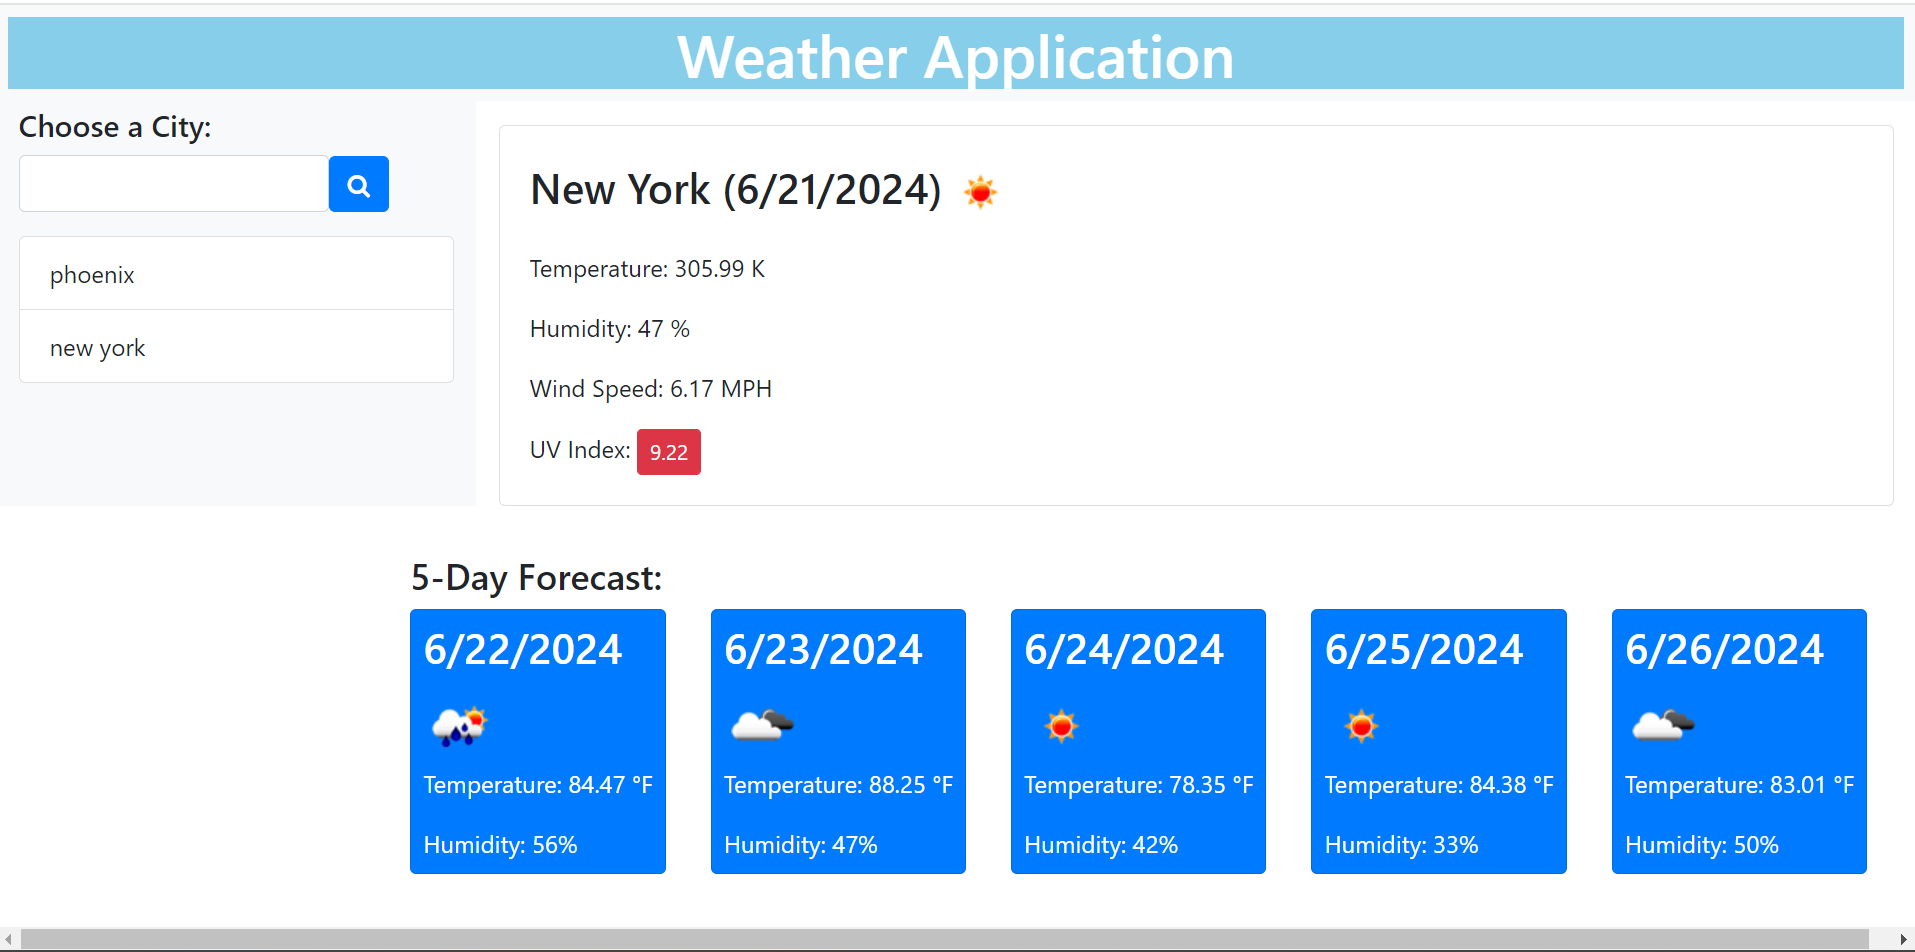 Weather Application
Choose a City:
phoenix
new york
New York (6/21/2024)
Temperature: 305.99 K
Humidity: 47 %
Wind Speed: 6.17 MPH
UV Index: 9.22
5-Day Forecast:
6/22/2024
Temperature: 84.47 °F
Humidity: 56%
6/23/2024
Temperature: 88.25 °F
Humidity: 47%
6/24/2024
Temperature: 78.35 °F
Humidity: 42%
6/25/2024
Temperature: 84.38 °F
Humidity: 33%
6/26/2024
Temperature: 83.01 °F
Humidity: 50%